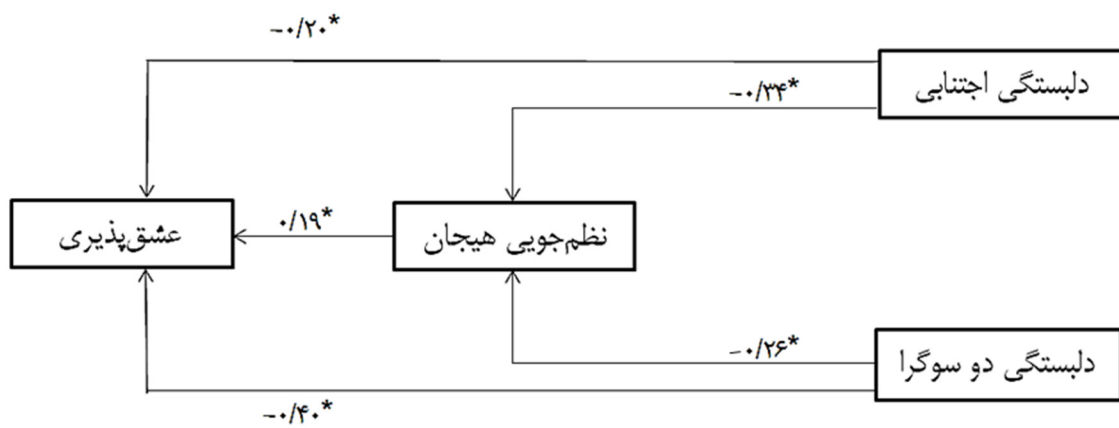 −۰/۲۰*
دلبستگی اجتنابی
−۰/۳۴*
نظم‌جویی هیجان
۰/۱۹*
عشق‌پذیری
دلبستگی دو سوگرا
−۰/۲۶*
−۰/۴۰*